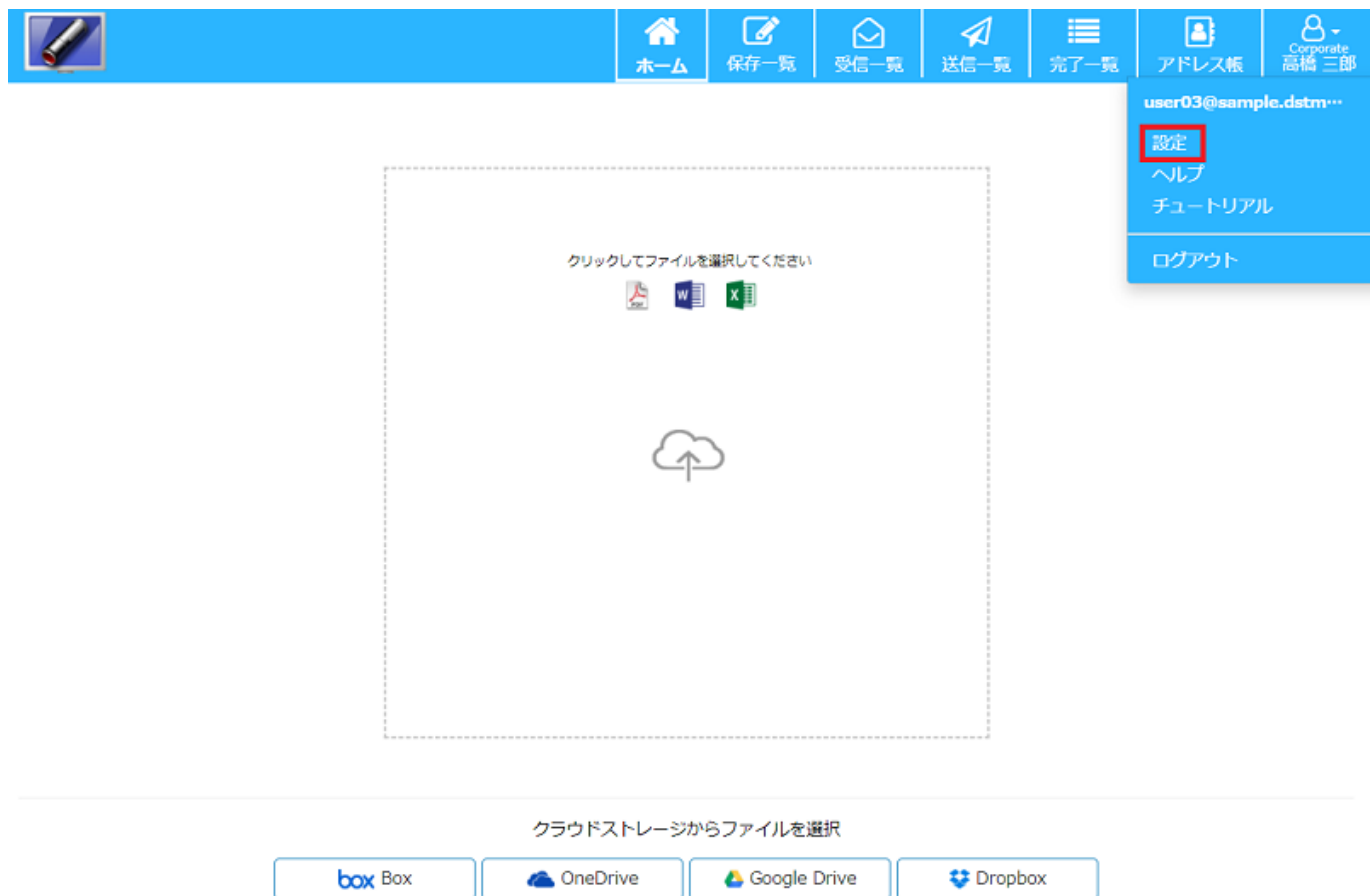 ホーム
保存一覧
受信一覧
送信一覧
完了一覧
アドレス帳
Corporate
高橋 三郎
user03@sample.dstm…
設定
ヘルプ
チュートリアル
ログアウト
クリックしてファイルを選択してください
PDF
W
X
クラウドストレージからファイルを選択
box Box
OneDrive
Google Drive
Dropbox